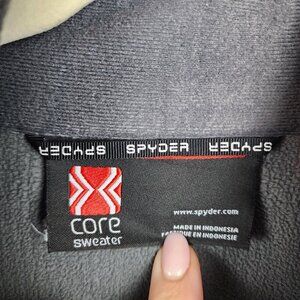 SPYDER SPYDER SPYDER
core
sweater
www.spyder.com
MADE IN INDONESIA
FABRIQUE EN INDONESIE